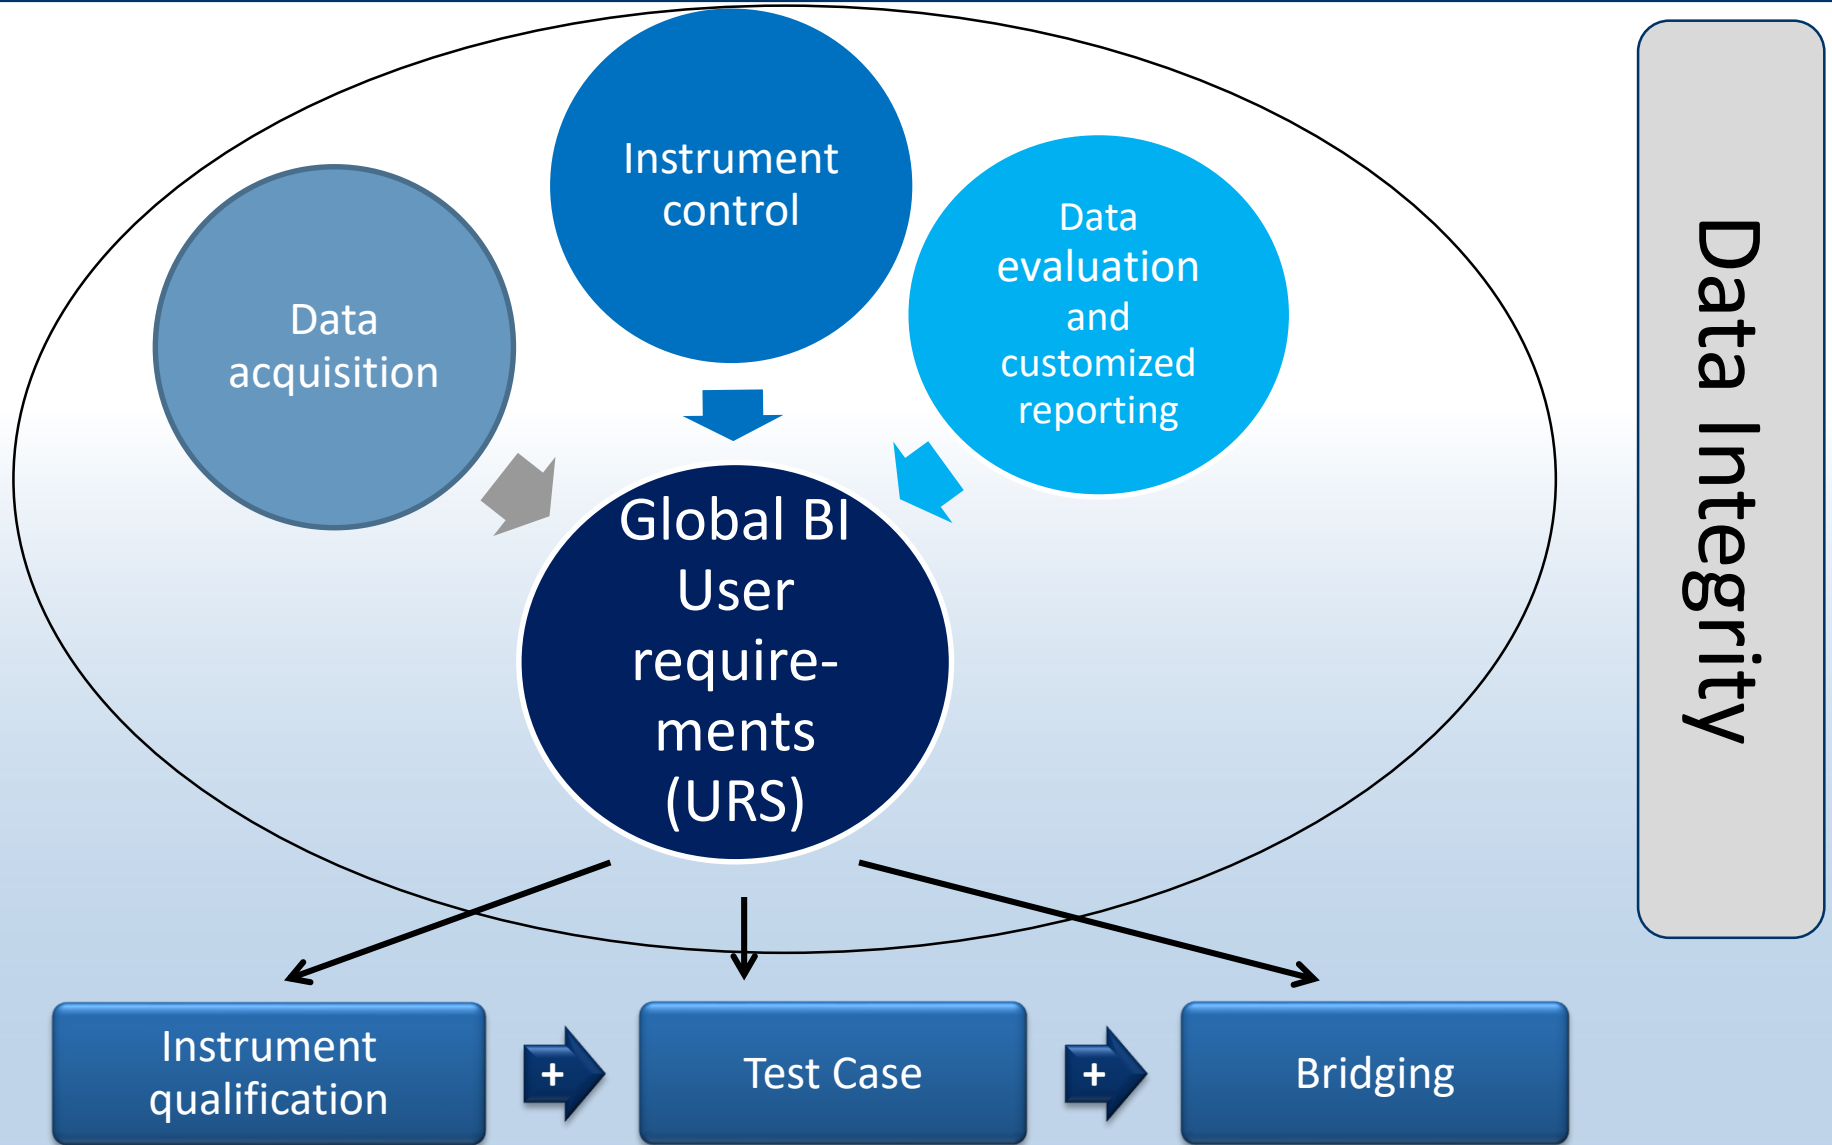 Instrument
control
Data
acquisition
Data
evaluation
and
customized
reporting
Global BI
User
require-
ments
(URS)
Data Integrity
Instrument
qualification
+
Test Case
+
Bridging